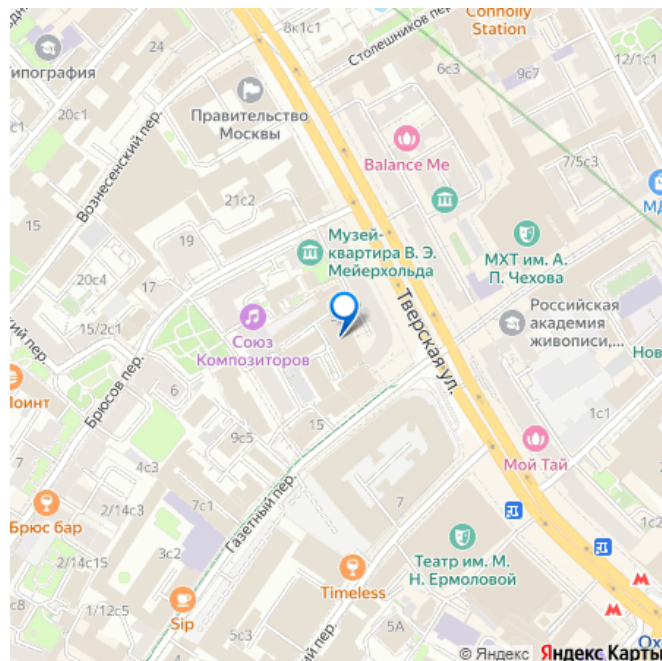 Connolly
Station
24
8к1с1
Столешников пер.
6с3
9с7
12/1с1
Типография
20с1
Правительство
Москвы
Вознесенский пер.
Balance Me
7/5с3
21с2
15
19
Музей-
квартира В. Э.
Мейерхольда
МХТ им. А.
П. Чехова
20с4
Тверская ул.
Российская
академия
живописи,...
Союз
Композиторов
15/2с1
Нов
Брюсов пер.
6
1с1
15
9с5
4с3
Мой Тай
Газетный пер.
7
7с1
2/14с3
Брюс бар
3с2
Театр им. М.
Н. Ермоловой
2/14с15
Timeless
1/12с5
Sip
5А
5с3
Ох
© Яндекс Яндекс Карты